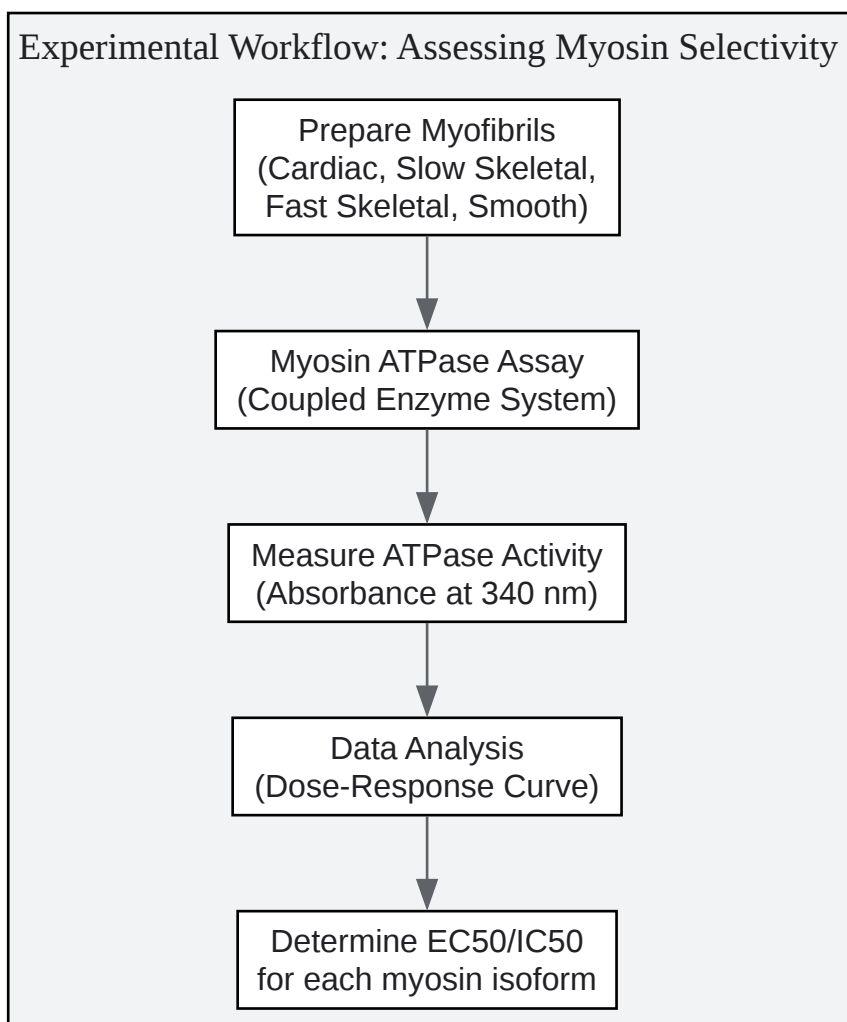 Experimental Workflow: Assessing Myosin Selectivity
Prepare Myofibrils
(Cardiac, Slow Skeletal,
Fast Skeletal, Smooth)
Myosin ATPase Assay
(Coupled Enzyme System)
Measure ATPase Activity
(Absorbance at 340 nm)
Data Analysis
(Dose-Response Curve)
Determine EC50/IC50
for each myosin isoform